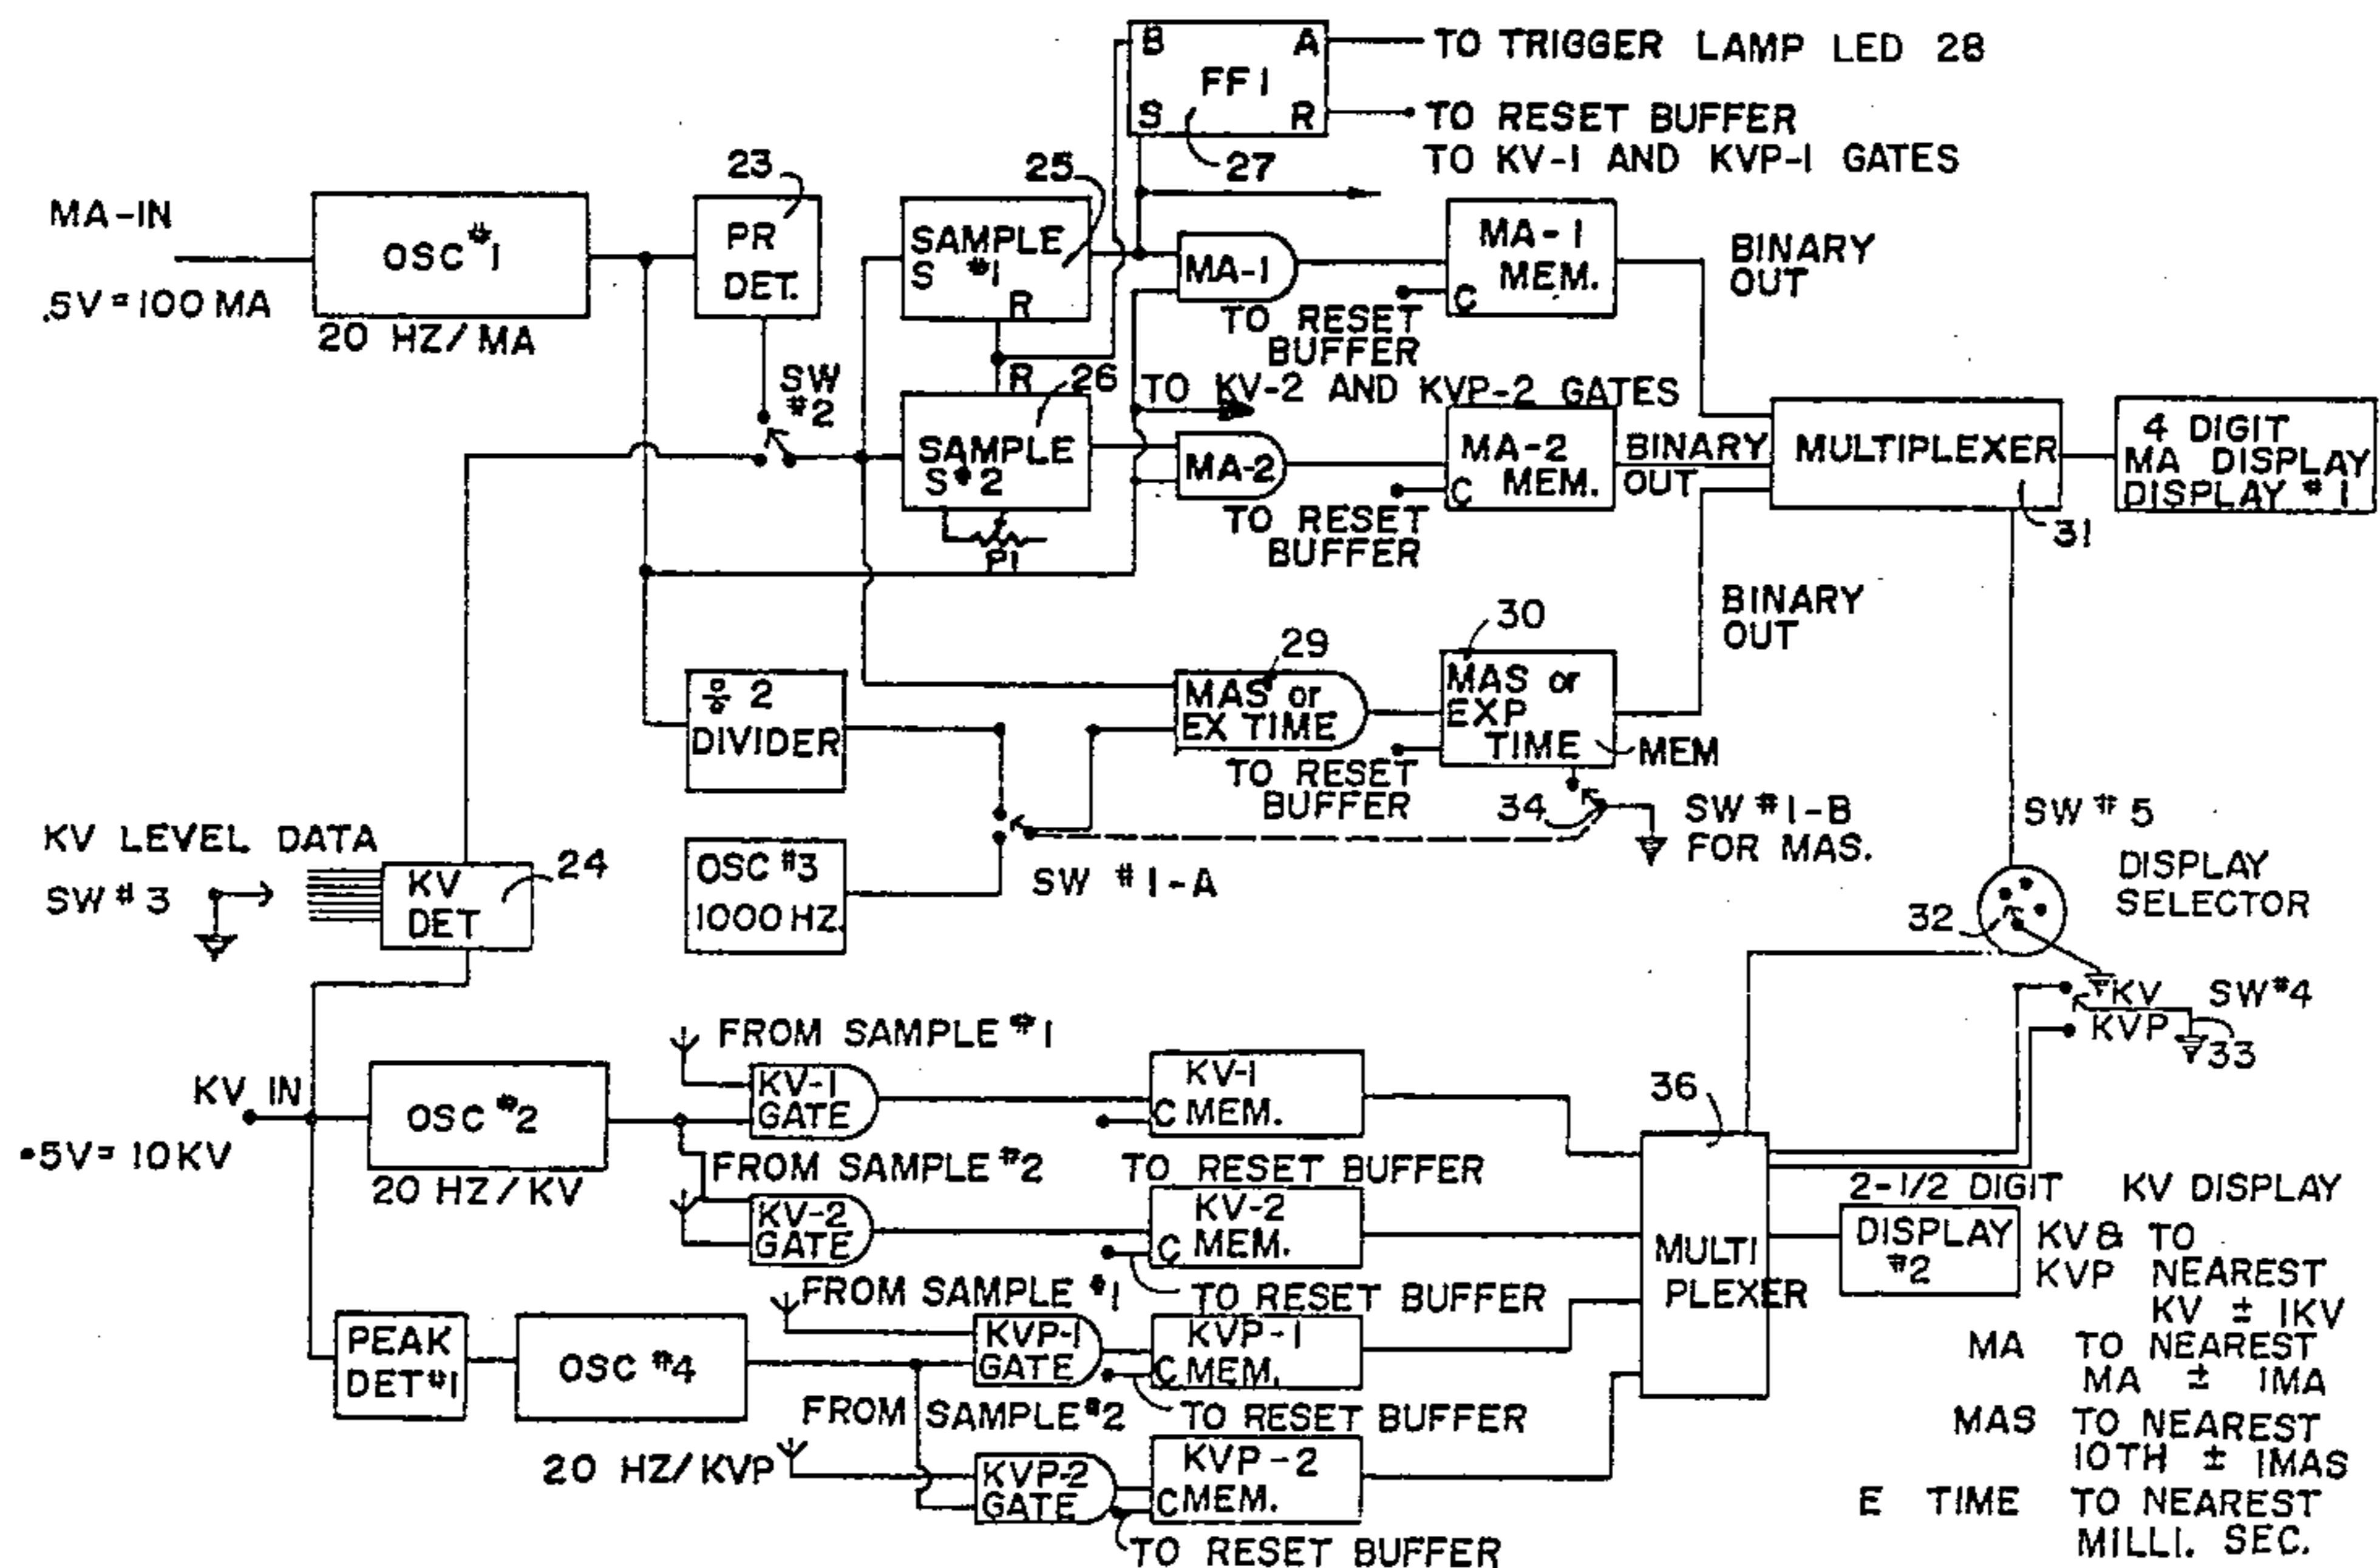 B A TO TRIGGER LAMP LED 28
FF 1
S R TO RESET BUFFER
27 TO KV-1 AND KVP-1 GATES
23
25
MA-IN
OSC #1
.5V=100 MA
20 HZ/MA
PR
DET.
SAMPLE
S #1
R
MA-1
MA-1
MEM.
C
BINARY
OUT
TO RESET
BUFFER
SW
#2
R 26
TO KV-2 AND KVP-2 GATES
SAMPLE
S #2
P1
MA-2
MA-2
MEM.
C
BINARY
OUT
TO RESET
BUFFER
MULTIPLEXER
31
4 DIGIT
MA DISPLAY
DISPLAY #1
BINARY
OUT
÷ 2
DIVIDER
29
MAS or
EX TIME
30
MAS or
EXP
TIME
MEM
TO RESET
BUFFER
34
SW #1-B
FOR MAS.
SW #5
DISPLAY
SELECTOR
32
KV LEVEL DATA
SW #3
KV
DET
24
OSC #3
1000 HZ.
SW #1-A
KV SW #4
KVP
33
KV IN
.5V= 10KV
OSC #2
20 HZ/KV
FROM SAMPLE #1
KV-1
GATE
KV-1
C MEM.
36
FROM SAMPLE #2
TO RESET BUFFER
KV-2
GATE
KV-2
C MEM.
TO RESET BUFFER
MULTI
PLEXER
2-1/2 DIGIT KV DISPLAY
DISPLAY
#2
KV& TO
KVP NEAREST
KV ± 1KV
MA TO NEAREST
MA ± 1MA
MAS TO NEAREST
10TH ± 1MAS
E TIME TO NEAREST
MILLI. SEC.
PEAK
DET #1
OSC #4
20 HZ/KVP
FROM SAMPLE #1
KVP-1
GATE
KVP-1
C MEM.
FROM SAMPLE #2
TO RESET BUFFER
KVP-2
GATE
KVP-2
C MEM.
TO RESET BUFFER